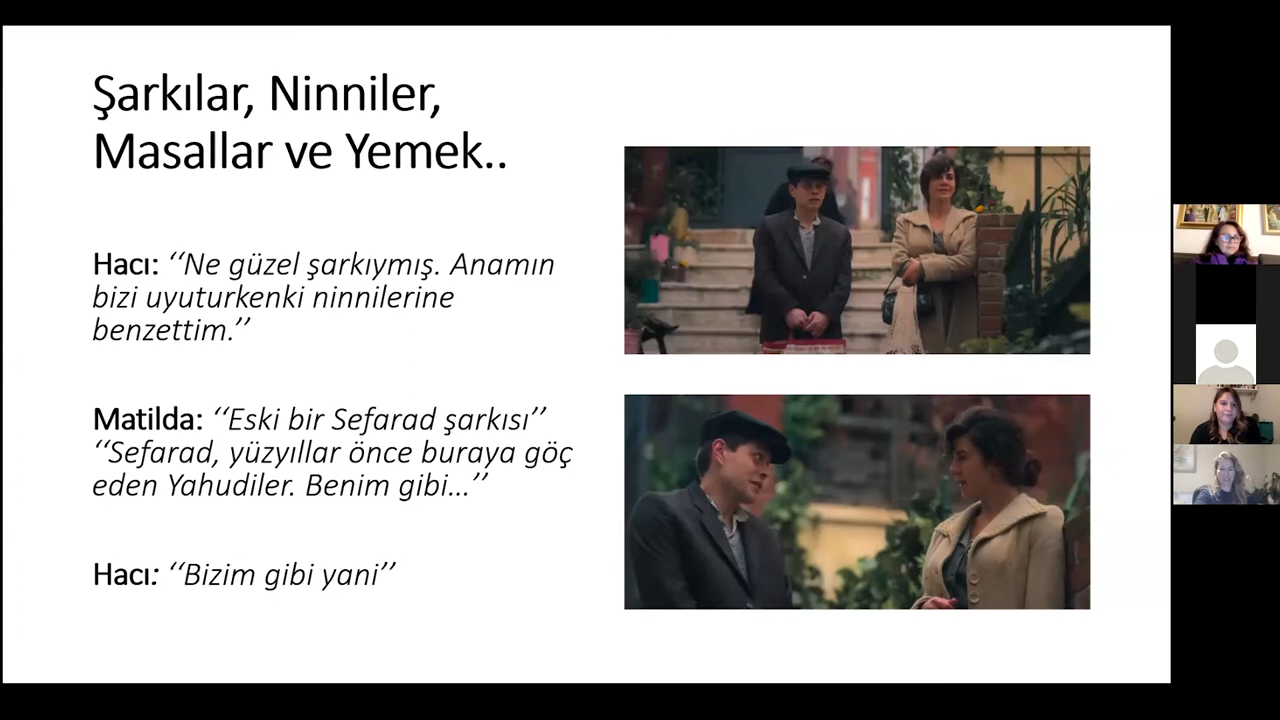 Şarkılar, Ninniler,
Masallar ve Yemek..
Hacı: ‘‘Ne güzel şarkıymış. Anamın
bizi uyuturkenki ninnilerine
benzettim.’’
Matilda: ‘‘Eski bir Sefarad şarkısı’’
‘‘Sefarad, yüzyıllar önce buraya göç
eden Yahudiler. Benim gibi…’’
Hacı: ‘‘Bizim gibi yani’’